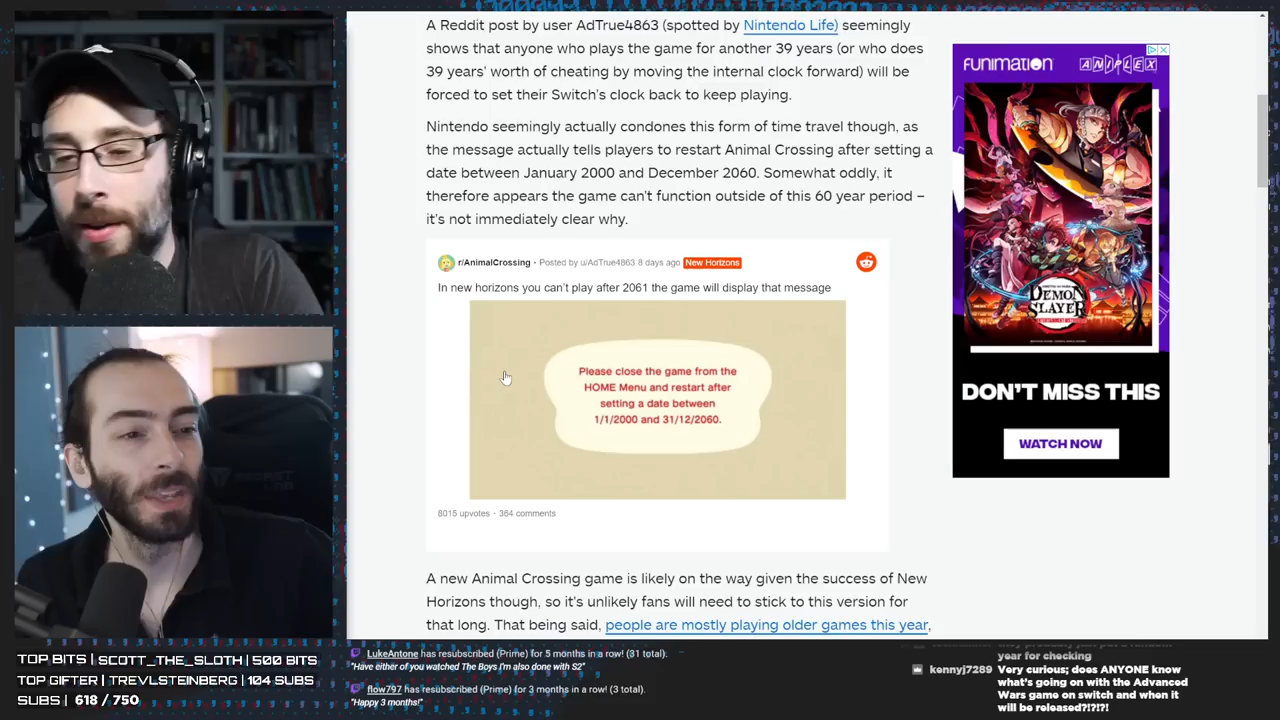 A Reddit post by user AdTrue4863 (spotted by Nintendo Life) seemingly
shows that anyone who plays the game for another 39 years (or who does
39 years' worth of cheating by moving the internal clock forward) will be
forced to set their Switch's clock back to keep playing.
Nintendo seemingly actually condones this form of time travel though, as
the message actually tells players to restart Animal Crossing after setting a
date between January 2000 and December 2060. Somewhat oddly, it
therefore appears the game can't function outside of this 60 year period –
it's not immediately clear why.
r/AnimalCrossing · Posted by u/AdTrue4863 8 days ago New Horizons
In new horizons you can't play after 2061 the game will display that message
Please close the game from the
HOME Menu and restart after
setting a date between
1/1/2000 and 31/12/2060.
8015 upvotes · 364 comments
A new Animal Crossing game is likely on the way given the success of New
Horizons though, so it's unlikely fans will need to stick to this version for
that long. That being said, people are mostly playing older games this year,
FUNIMATION ANIPLEX
DEMON
SLAYER
DON'T MISS THIS
WATCH NOW
TOP BITS | SCOTT_THE_SLOTH | 500 BITS
TOP GIFTER | TREVLSTEINBERG | 104 SUBS
SUBS | 618 / 750
LukeAntone has resubscribed (Prime) for 5 months in a row! (31 total).
"Have either of you watched The Boys I'm also done with S2"
flow797 has resubscribed (Prime) for 3 months in a row! (3 total).
"Happy 3 months!"
year for checking
kennyj7289 Very curious; does ANYONE know
what's going on with the Advanced
Wars game on switch and when it
will be released?!?!?!